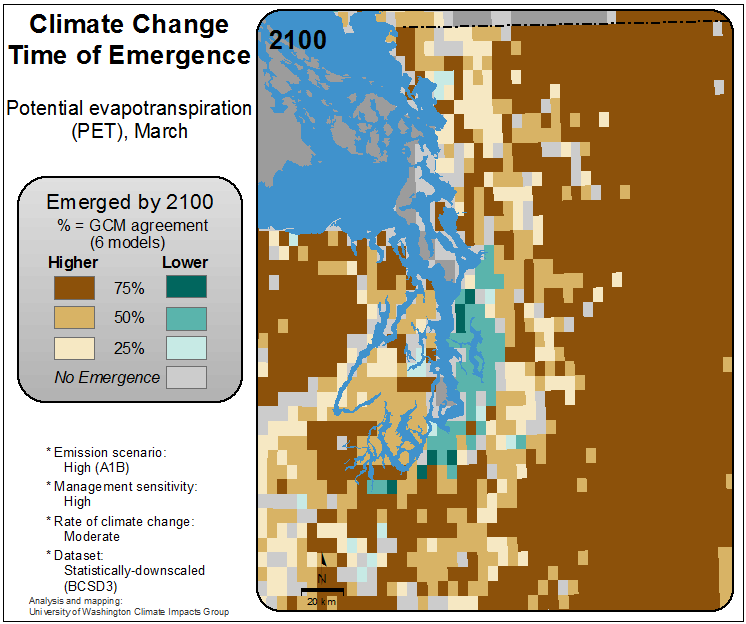 Climate Change
Time of Emergence
Potential evapotranspiration
(PET), March
Emerged by 2100
% = GCM agreement
(6 models)
Higher Lower
75%
50%
25%
No Emergence
* Emission scenario:
High (A1B)
* Management sensitivity:
High
* Rate of climate change:
Moderate
* Dataset:
Statistically-downscaled
(BCSD3)
Analysis and mapping:
University of Washington Climate Impacts Group
2100
N
20 km